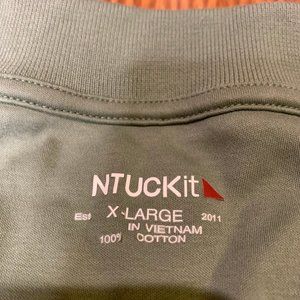 NTUCKit
Est X-LARGE 2011
IN VIETNAM
100% COTTON